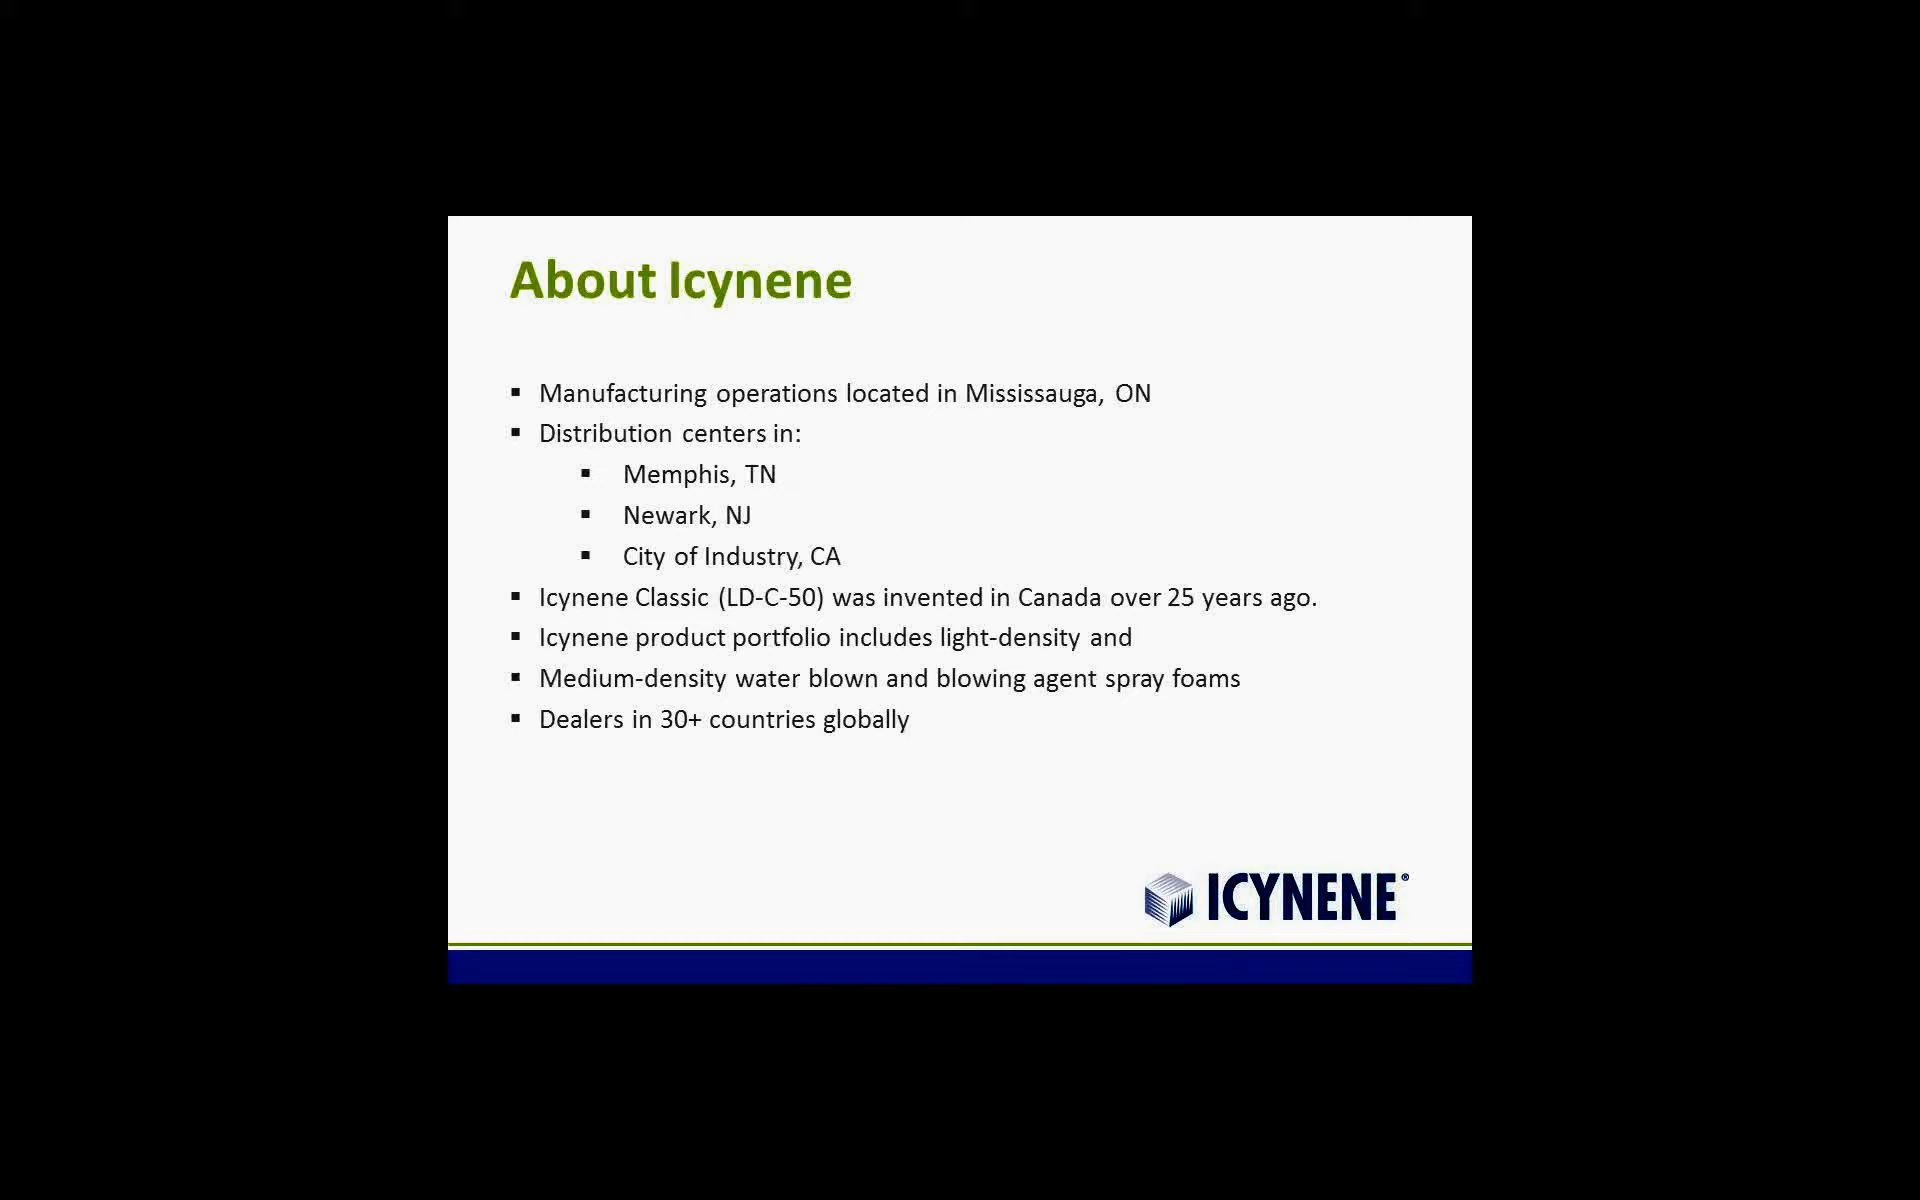 About Icynene
▪ Manufacturing operations located in Mississauga, ON
▪ Distribution centers in:
▪ Memphis, TN
▪ Newark, NJ
▪ City of Industry, CA
▪ Icynene Classic (LD-C-50) was invented in Canada over 25 years ago.
▪ Icynene product portfolio includes light-density and
▪ Medium-density water blown and blowing agent spray foams
▪ Dealers in 30+ countries globally
ICYNENE®